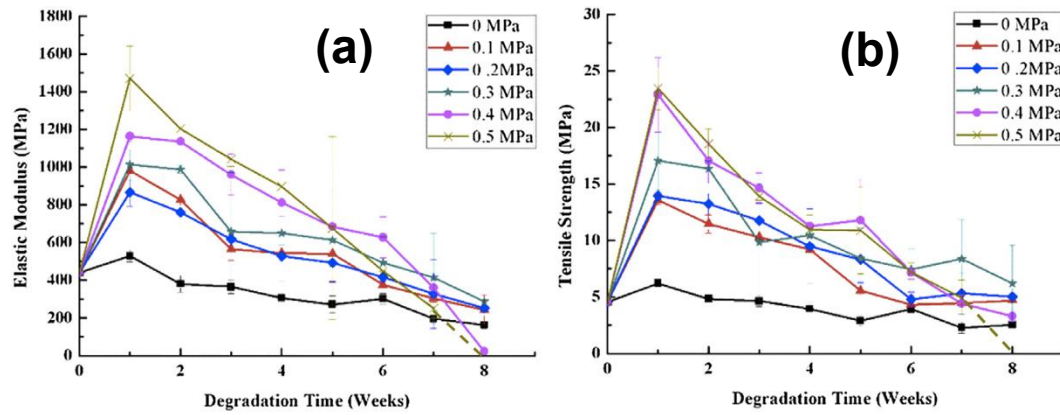 (a)
1800
1600
1400
1200
1000
800
600
400
200
0
Elastic Modulus (MPa)
0 MPa
0.1 MPa
0 .2MPa
0.3 MPa
0.4 MPa
0.5 MPa
0 2 4 6 8
Degradation Time (Weeks)
(b)
30
25
20
15
10
5
0
Tensile Strength (MPa)
0 MPa
0.1 MPa
0 .2MPa
0.3 MPa
0.4 MPa
0.5 MPa
0 2 4 6 8
Degradation Time (Weeks)